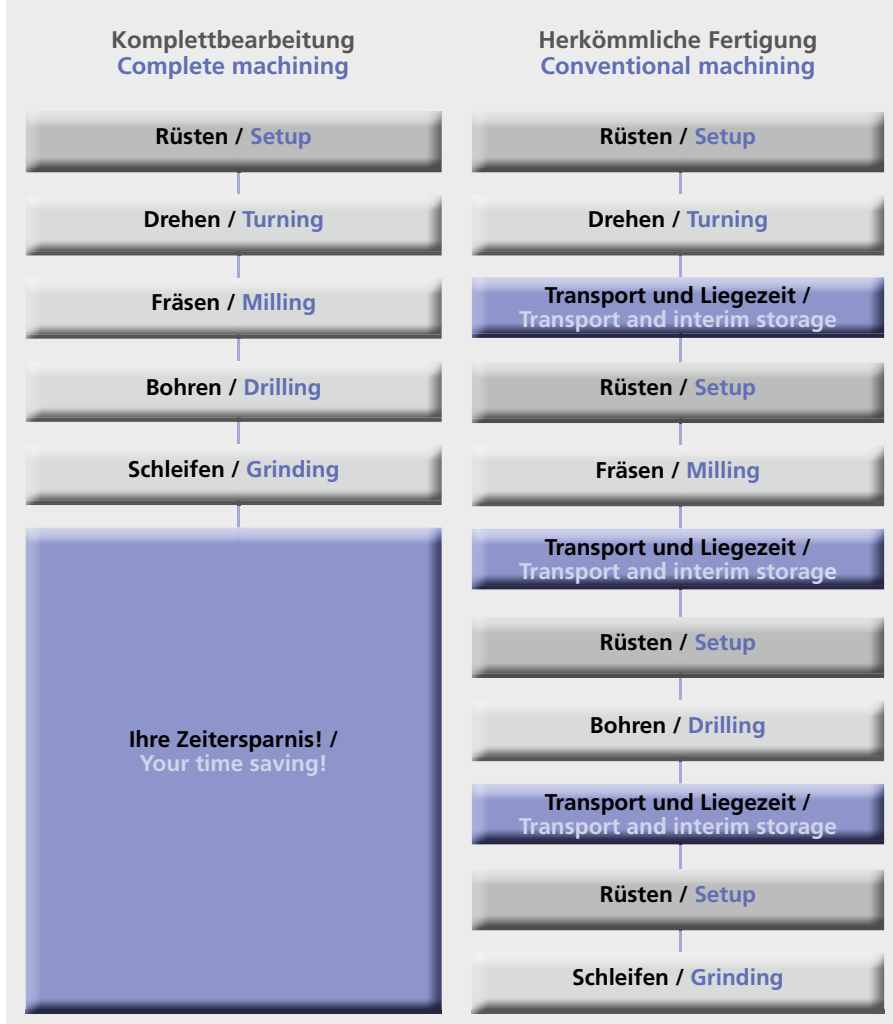 Komplettbearbeitung
Complete machining
Rüsten / Setup
Drehen / Turning
Fräsen / Milling
Bohren / Drilling
Schleifen / Grinding
Ihre Zeitersparnis! /
Your time saving!
Herkömmliche Fertigung
Conventional machining
Rüsten / Setup
Drehen / Turning
Transport und Liegezeit /
Transport and interim storage
Rüsten / Setup
Fräsen / Milling
Transport und Liegezeit /
Transport and interim storage
Rüsten / Setup
Bohren / Drilling
Transport und Liegezeit /
Transport and interim storage
Rüsten / Setup
Schleifen / Grinding